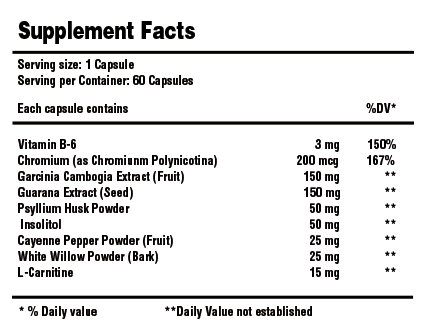 Supplement Facts
Serving size: 1 Capsule
Serving per Container: 60 Capsules
Each capsule contains %DV*
Vitamin B-6 3 mg 150%
Chromium (as Chromiunm Polynicotina) 200 mcg 167%
Garcinia Cambogia Extract (Fruit) 150 mg **
Guarana Extract (Seed) 150 mg **
Psyllium Husk Powder 50 mg **
Insolitol 50 mg **
Cayenne Pepper Powder (Fruit) 25 mg **
White Willow Powder (Bark) 25 mg **
L-Carnitine 15 mg **
* % Daily value **Daily Value not established